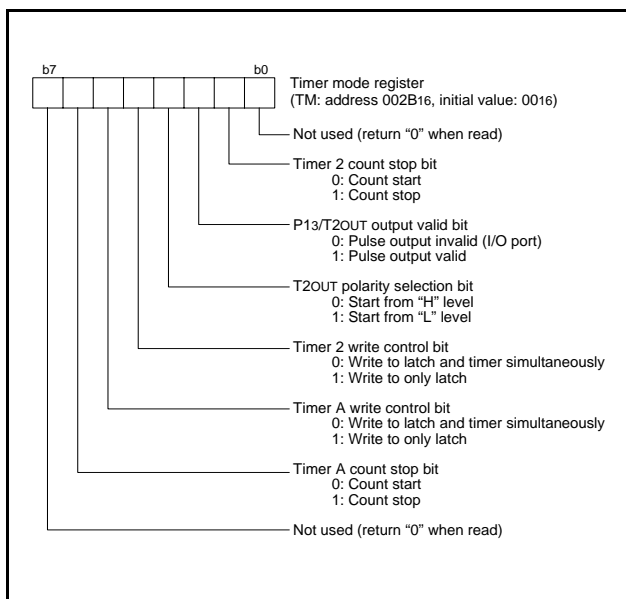 b7 b0
Timer mode register
(TM: address 002B16, initial value: 0016)
Not used (return “0” when read)
Timer 2 count stop bit
0: Count start
1: Count stop
P13/T2OUT output valid bit
0: Pulse output invalid (I/O port)
1: Pulse output valid
T2OUT polarity selection bit
0: Start from “H” level
1: Start from “L” level
Timer 2 write control bit
0: Write to latch and timer simultaneously
1: Write to only latch
Timer A write control bit
0: Write to latch and timer simultaneously
1: Write to only latch
Timer A count stop bit
0: Count start
1: Count stop
Not used (return “0” when read)